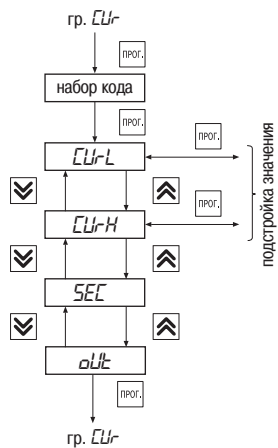 гр. CUr
ПРОГ.
набор кода
ПРОГ.
CUrL
ПРОГ.
CUrH
ПРОГ.
SEC
oUt
ПРОГ.
гр. CUr
подстройка значения